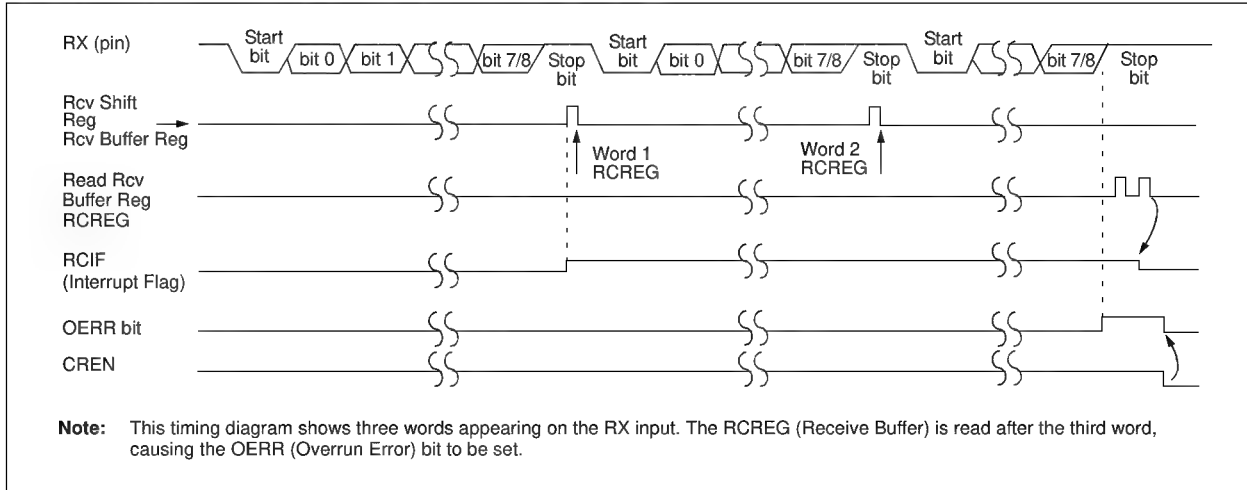 RX (pin)
Start bit
bit 0
bit 1
bit 7/8
Stop bit
Start bit
bit 0
bit 7/8
Stop bit
Start bit
bit 7/8
Stop bit
Rcv Shift
Reg
Rcv Buffer Reg
Word 1
RCREG
Word 2
RCREG
Read Rcv
Buffer Reg
RCREG
RCIF
(Interrupt Flag)
OERR bit
CREN
Note: This timing diagram shows three words appearing on the RX input. The RCREG (Receive Buffer) is read after the third word,
causing the OERR (Overrun Error) bit to be set.